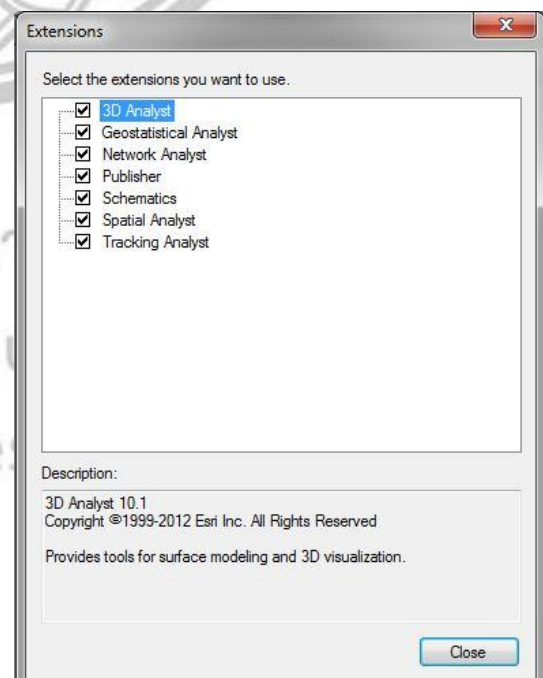 Extensions
Select the extensions you want to use.
3D Analyst
Geostatistical Analyst
Network Analyst
Publisher
Schematics
Spatial Analyst
Tracking Analyst
Description:
3D Analyst 10.1
Copyright ©1999-2012 Esri Inc. All Rights Reserved
Provides tools for surface modeling and 3D visualization.
Close